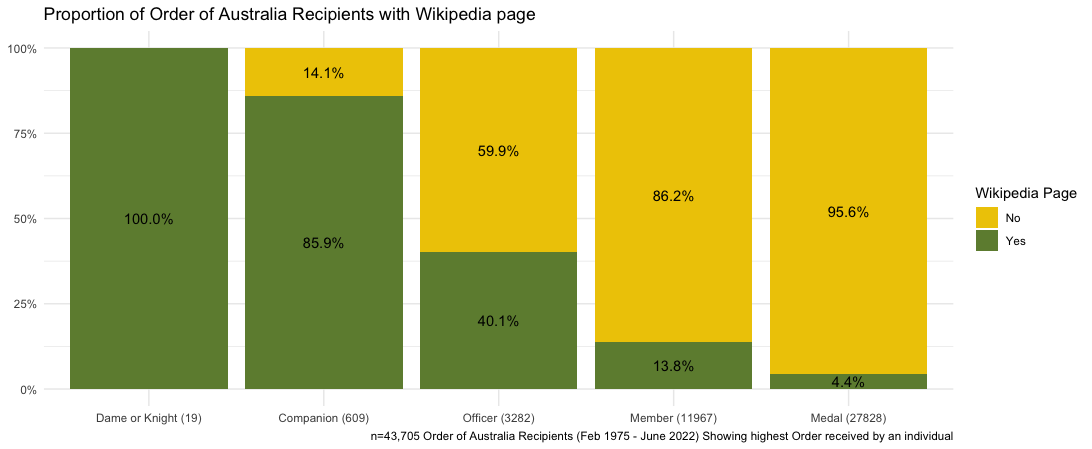 Proportion of Order of Australia Recipients with Wikipedia page
100%
75%
50%
25%
0%
100.0%
14.1%
85.9%
59.9%
40.1%
86.2%
13.8%
95.6%
4.4%
Dame or Knight (19)
Companion (609)
Officer (3282)
Member (11967)
Medal (27828)
Wikipedia Page
No
Yes
n=43,705 Order of Australia Recipients (Feb 1975 - June 2022) Showing highest Order received by an individual